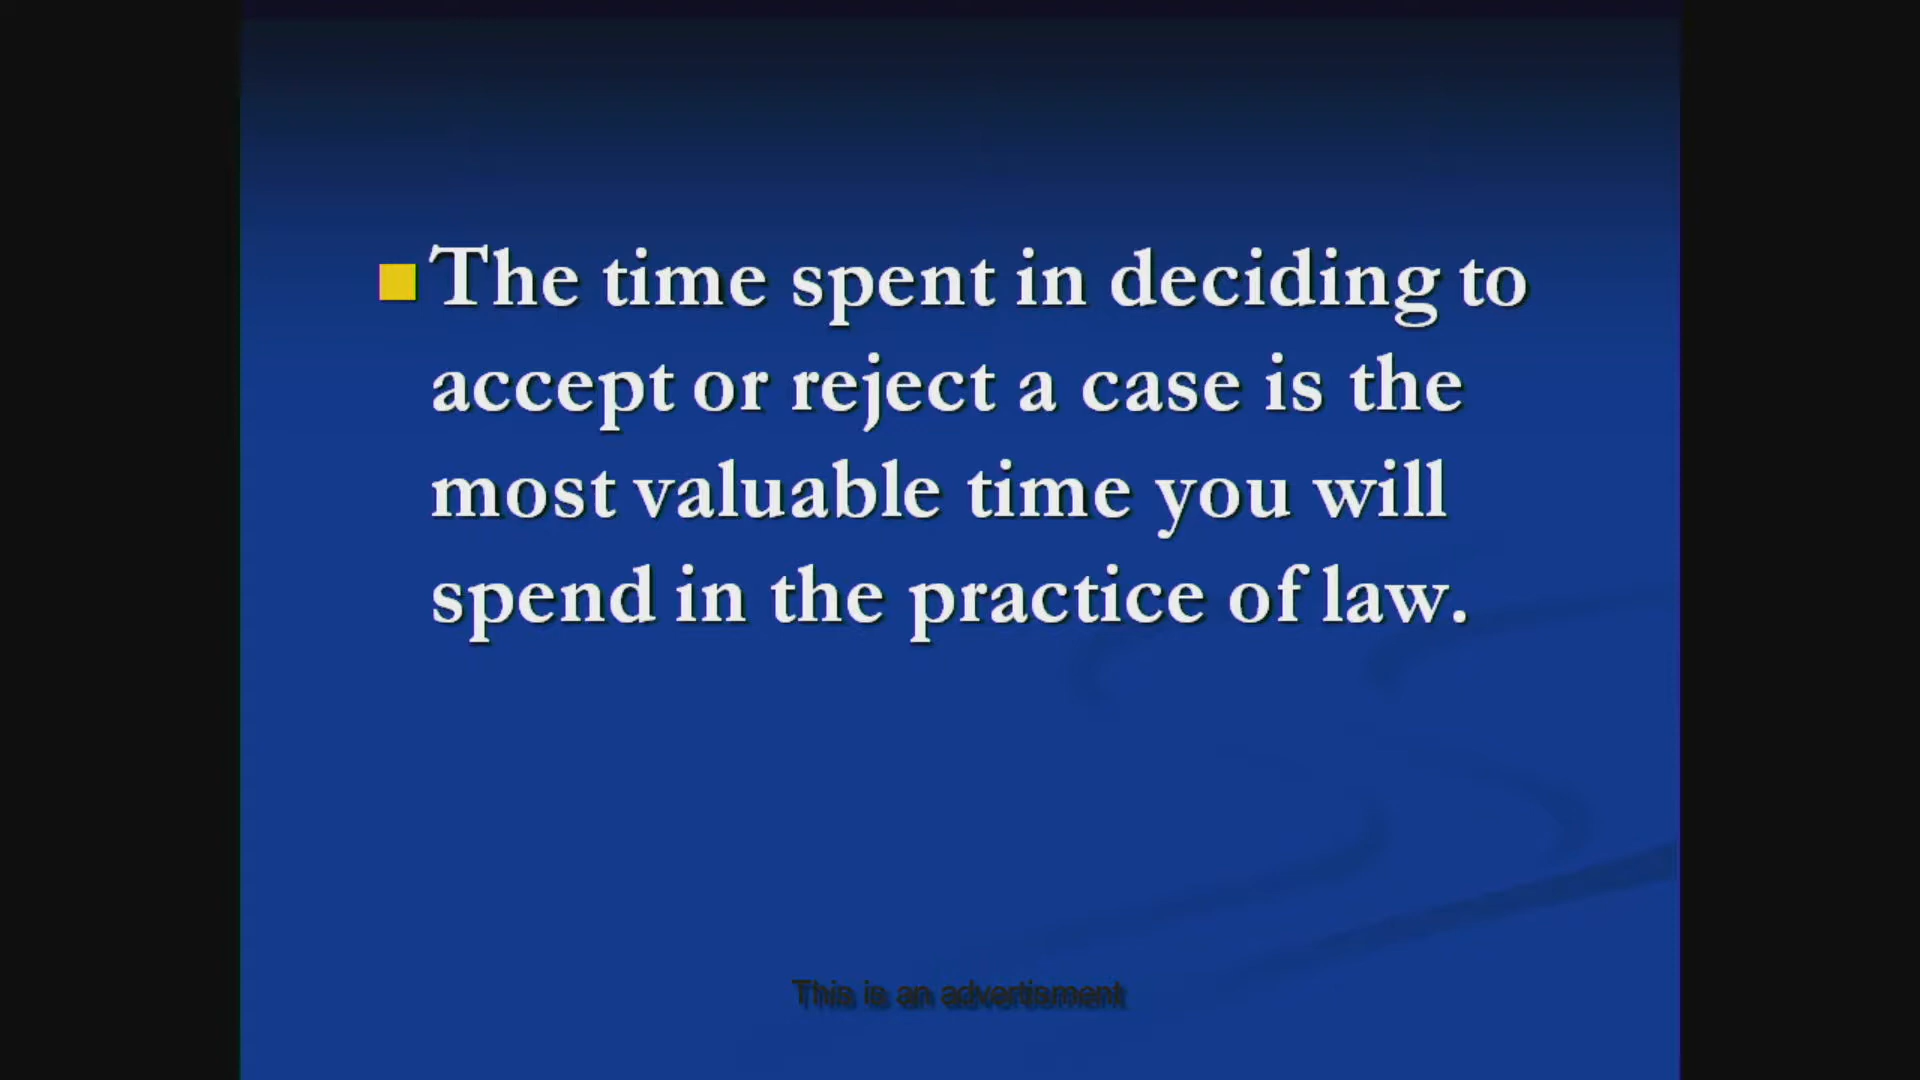 The time spent in deciding to
accept or reject a case is the
most valuable time you will
spend in the practice of law.
This is an advertisment